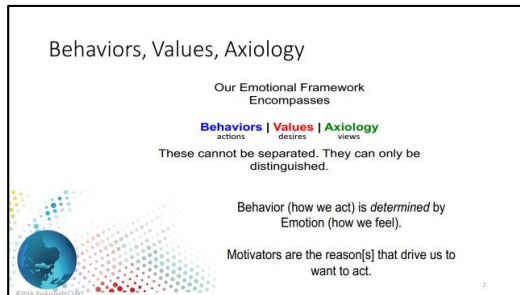 Behaviors, Values, Axiology
Our Emotional Framework
Encompasses
Behaviors | Values | Axiology
actions desires views
These cannot be separated. They can only be
distinguished.
Behavior (how we act) is determined by
Emotion (how we feel).
Motivators are the reason[s] that drive us to
want to act.
2